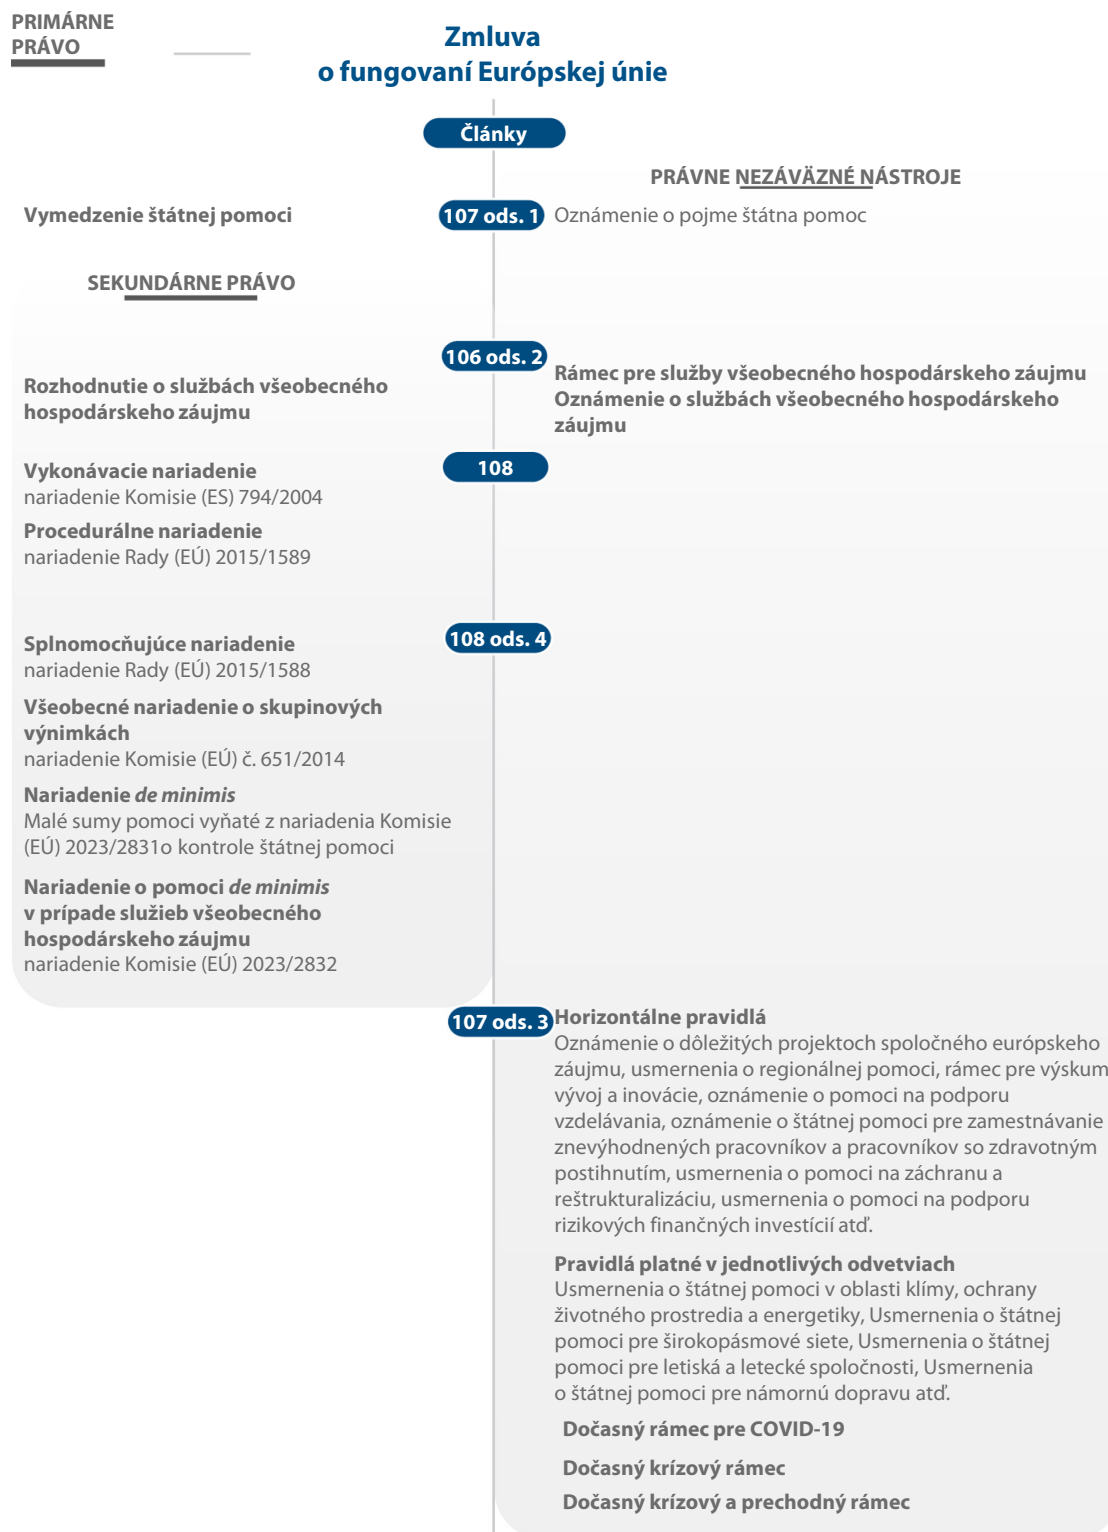 PRIMÁRNE
PRÁVO
Zmluva
o fungovaní Európskej únie
Články
PRÁVNE NEZÁVÄZNÉ NÁSTROJE
Vymedzenie štátnej pomoci
107 ods. 1
Oznámenie o pojme štátna pomoc
SEKUNDÁRNE PRÁVO
106 ods. 2
Rozhodnutie o službách všeobecného
hospodárskeho záujmu
Rámec pre služby všeobecného hospodárskeho záujmu
Oznámenie o službách všeobecného hospodárskeho
záujmu
108
Vykonávacie nariadenie
nariadenie Komisie (ES) 794/2004
Procedurálne nariadenie
nariadenie Rady (EÚ) 2015/1589
108 ods. 4
Splnomocňujúce nariadenie
nariadenie Rady (EÚ) 2015/1588
Všeobecné nariadenie o skupinových
výnimkách
nariadenie Komisie (EÚ) č. 651/2014
Nariadenie de minimis
Malé sumy pomoci vyňaté z nariadenia Komisie
(EÚ) 2023/2831o kontrole štátnej pomoci
Nariadenie o pomoci de minimis
v prípade služieb všeobecného
hospodárskeho záujmu
nariadenie Komisie (EÚ) 2023/2832
107 ods. 3
Horizontálne pravidlá
Oznámenie o dôležitých projektoch spoločného európskeho
záujmu, usmernenia o regionálnej pomoci, rámec pre výskum
vývoj a inovácie, oznámenie o pomoci na podporu
vzdelávania, oznámenie o štátnej pomoci pre zamestnávanie
znevýhodnených pracovníkov a pracovníkov so zdravotným
postihnutím, usmernenia o pomoci na záchranu a
reštrukturalizáciu, usmernenia o pomoci na podporu
rizikových finančných investícií atď.
Pravidlá platné v jednotlivých odvetviach
Usmernenia o štátnej pomoci v oblasti klímy, ochrany
životného prostredia a energetiky, Usmernenia o štátnej
pomoci pre širokopásmové siete, Usmernenia o štátnej
pomoci pre letiská a letecké spoločnosti, Usmernenia
o štátnej pomoci pre námornú dopravu atď.
Dočasný rámec pre COVID-19
Dočasný krízový rámec
Dočasný krízový a prechodný rámec